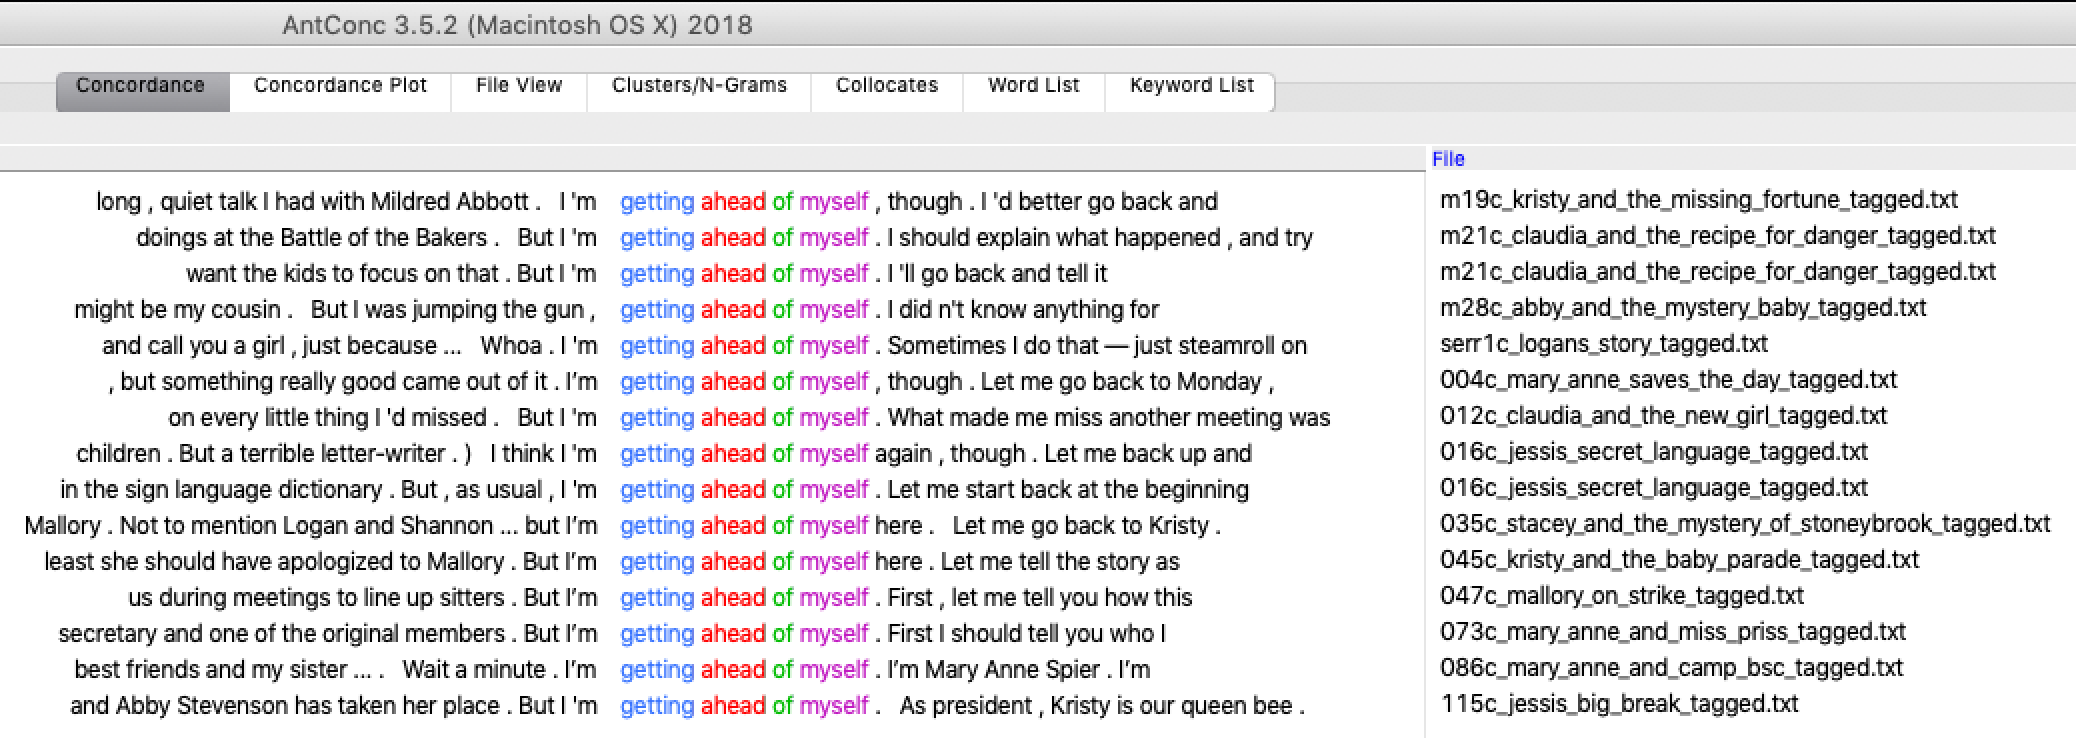 AntConc 3.5.2 (Macintosh OS X) 2018
Concordance Concordance Plot File View Clusters/N-Grams Collocates Word List Keyword List
File
long , quiet talk I had with Mildred Abbott . I 'm getting ahead of myself , though . I 'd better go back and m19c_kristy_and_the_missing_fortune_tagged.txt
doings at the Battle of the Bakers . But I 'm getting ahead of myself . I should explain what happened , and try m21c_claudia_and_the_recipe_for_danger_tagged.txt
want the kids to focus on that . But I 'm getting ahead of myself . I 'll go back and tell it m21c_claudia_and_the_recipe_for_danger_tagged.txt
might be my cousin . But I was jumping the gun , getting ahead of myself . I did n't know anything for m28c_abby_and_the_mystery_baby_tagged.txt
and call you a girl , just because ... Whoa . I 'm getting ahead of myself . Sometimes I do that — just steamroll on serr1c_logans_story_tagged.txt
, but something really good came out of it . I’m getting ahead of myself , though . Let me go back to Monday , 004c_mary_anne_saves_the_day_tagged.txt
on every little thing I 'd missed . But I 'm getting ahead of myself . What made me miss another meeting was 012c_claudia_and_the_new_girl_tagged.txt
children . But a terrible letter-writer . ) I think I 'm getting ahead of myself again , though . Let me back up and 016c_jessis_secret_language_tagged.txt
in the sign language dictionary . But , as usual , I 'm getting ahead of myself . Let me start back at the beginning 016c_jessis_secret_language_tagged.txt
Mallory . Not to mention Logan and Shannon ... but I’m getting ahead of myself here . Let me go back to Kristy . 035c_stacey_and_the_mystery_of_stoneybrook_tagged.txt
least she should have apologized to Mallory . But I’m getting ahead of myself here . Let me tell the story as 045c_kristy_and_the_baby_parade_tagged.txt
us during meetings to line up sitters . But I’m getting ahead of myself . First , let me tell you how this 047c_mallory_on_strike_tagged.txt
secretary and one of the original members . But I’m getting ahead of myself . First I should tell you who I 073c_mary_anne_and_miss_priss_tagged.txt
best friends and my sister ... . Wait a minute . I’m getting ahead of myself . I’m Mary Anne Spier . I’m 086c_mary_anne_and_camp_bsc_tagged.txt
and Abby Stevenson has taken her place . But I 'm getting ahead of myself . As president , Kristy is our queen bee . 115c_jessis_big_break_tagged.txt